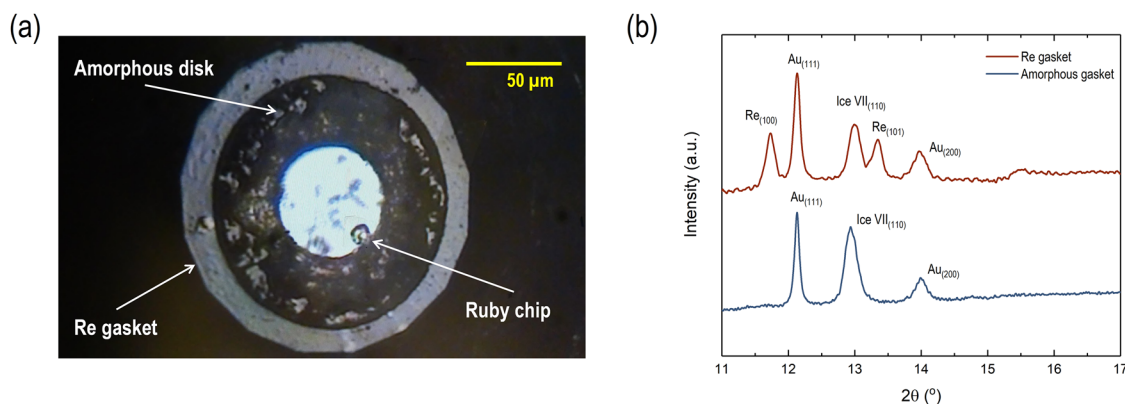 (a)
Amorphous disk
50 µm
Re gasket
Ruby chip
(b)
Re gasket
Amorphous gasket
Re(100)
Au(111)
Ice VII(110)
Re(101)
Au(200)
Au(111)
Ice VII(110)
Au(200)
Intensity (a.u.)
11 12 13 14 15 16 17
2θ (°)